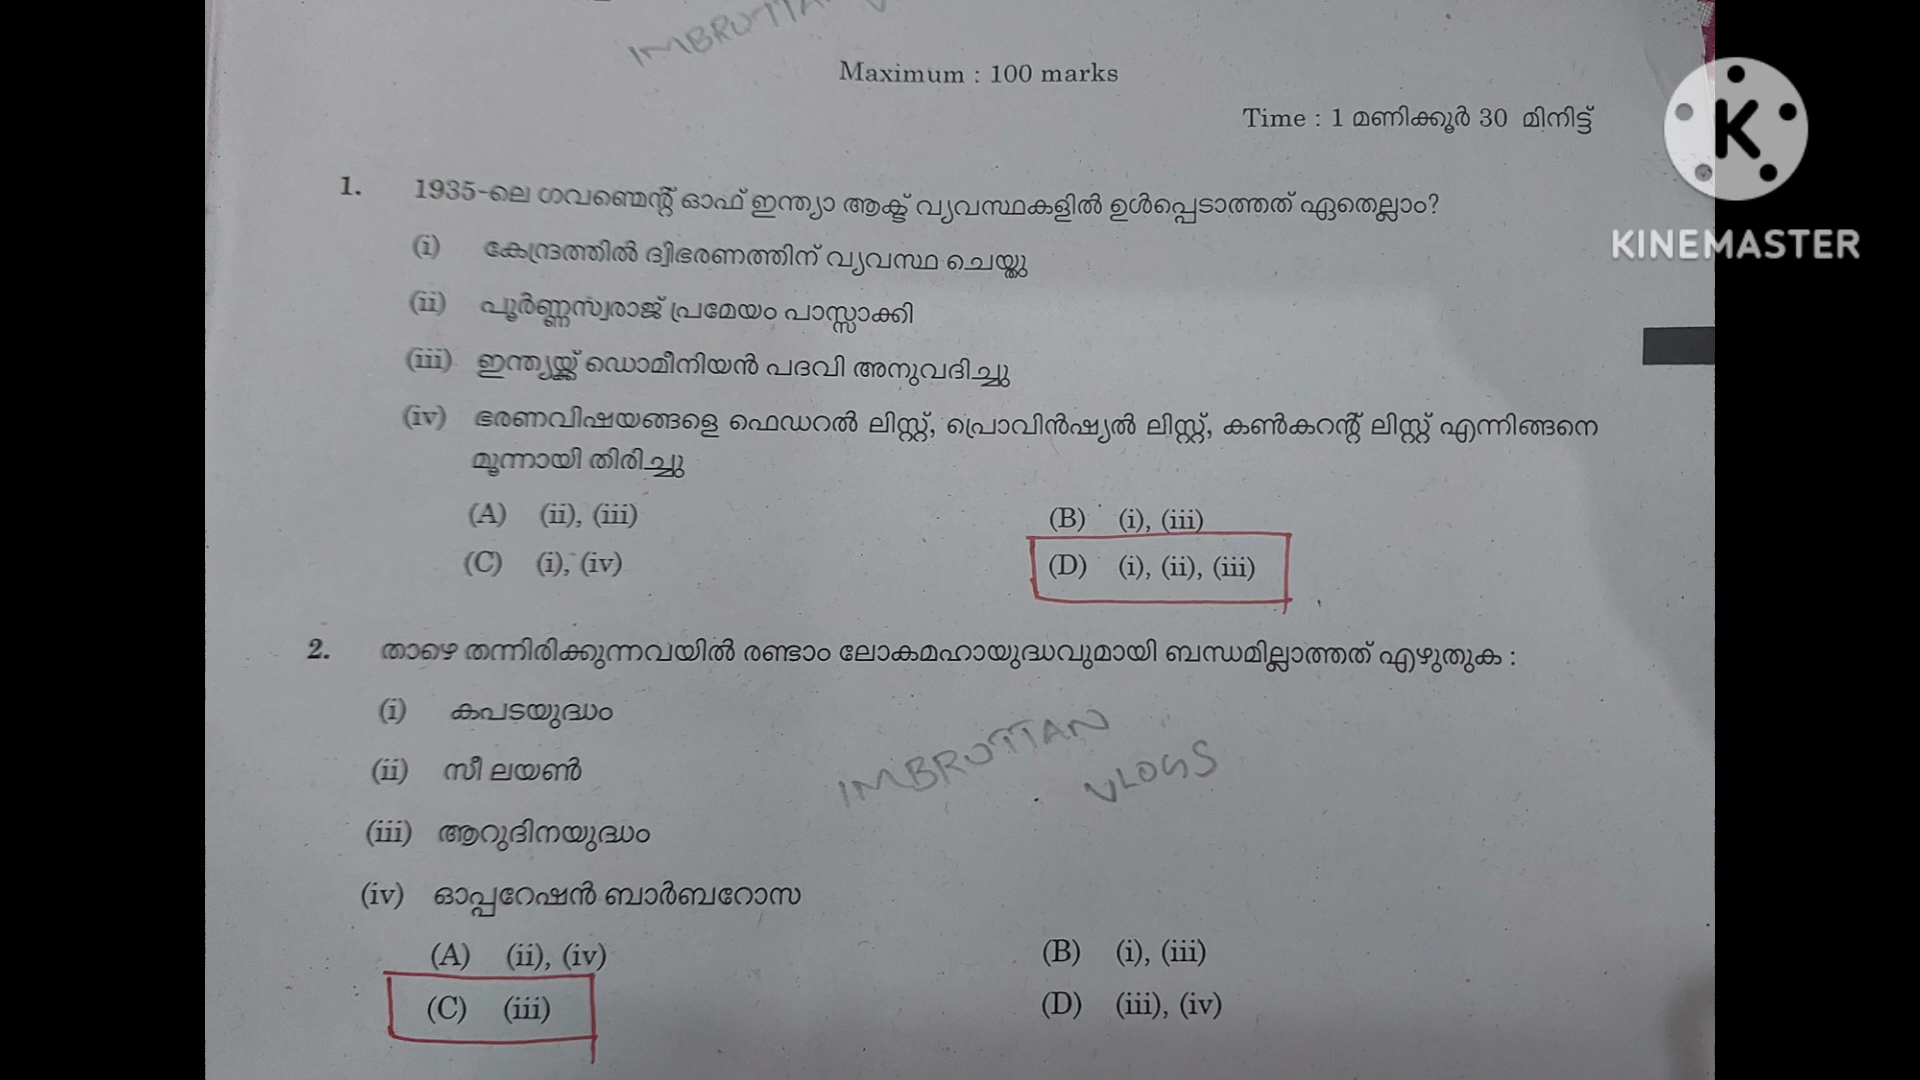 IMBRUTTAN
Maximum : 100 marks
Time : 1 മണിക്കൂർ 30 മിനിട്ട്
KINEMASTER
1. 1935-ലെ ഗവണ്മെന്റ് ഓഫ് ഇന്ത്യാ ആക്ട് വ്യവസ്ഥകളിൽ ഉൾപ്പെടാത്തത് ഏതെല്ലാം?
(i) കേന്ദ്രത്തിൽ ദ്വിഭരണത്തിന് വ്യവസ്ഥ ചെയ്തു
(ii) പൂർണ്ണസ്വരാജ് പ്രമേയം പാസ്സാക്കി
(iii) ഇന്ത്യയ്ക്ക് ഡൊമീനിയൻ പദവി അനുവദിച്ചു
(iv) ഭരണവിഷയങ്ങളെ ഫെഡറൽ ലിസ്റ്റ്, പ്രൊവിൻഷ്യൽ ലിസ്റ്റ്, കൺകറന്റ് ലിസ്റ്റ് എന്നിങ്ങനെ
മൂന്നായി തിരിച്ചു
(A) (ii), (iii) (B) (i), (iii)
(C) (i), (iv) (D) (i), (ii), (iii)
2. താഴെ തന്നിരിക്കുന്നവയിൽ രണ്ടാം ലോകമഹായുദ്ധവുമായി ബന്ധമില്ലാത്തത് എഴുതുക :
(i) കപടയുദ്ധം
(ii) സീ ലയൺ
IMBRUTTAN
VLOGS
(iii) ആറുദിനയുദ്ധം
(iv) ഓപ്പറേഷൻ ബാർബറോസ
(A) (ii), (iv) (B) (i), (iii)
(C) (iii) (D) (iii), (iv)